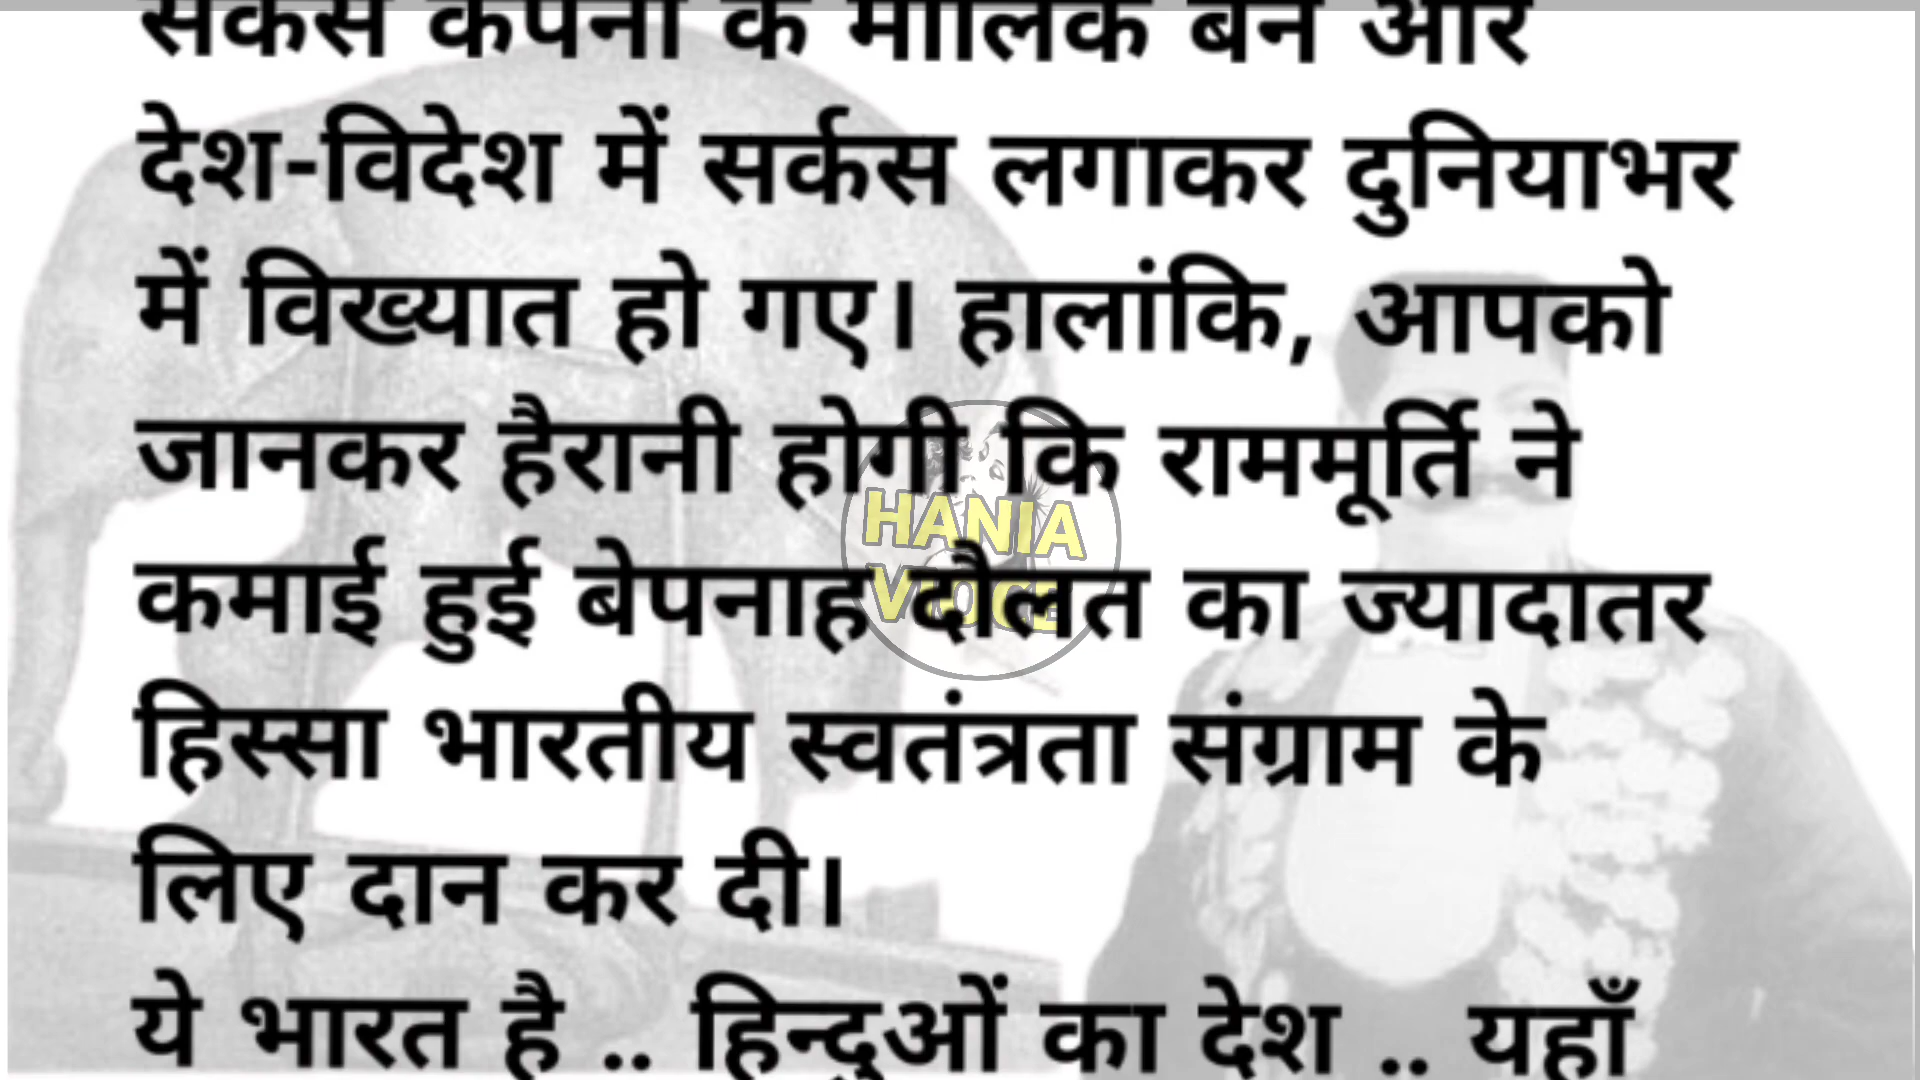 सर्कस कंपनी के मालिक बने और
देश-विदेश में सर्कस लगाकर दुनियाभर
में विख्यात हो गए। हालांकि, आपको
जानकर हैरानी होगी कि राममूर्ति ने
कमाई हुई बेपनाह दौलत का ज्यादातर
हिस्सा भारतीय स्वतंत्रता संग्राम के
लिए दान कर दी।
ये भारत है .. हिन्दुओं का देश .. यहाँ
HANIA
VIOCE